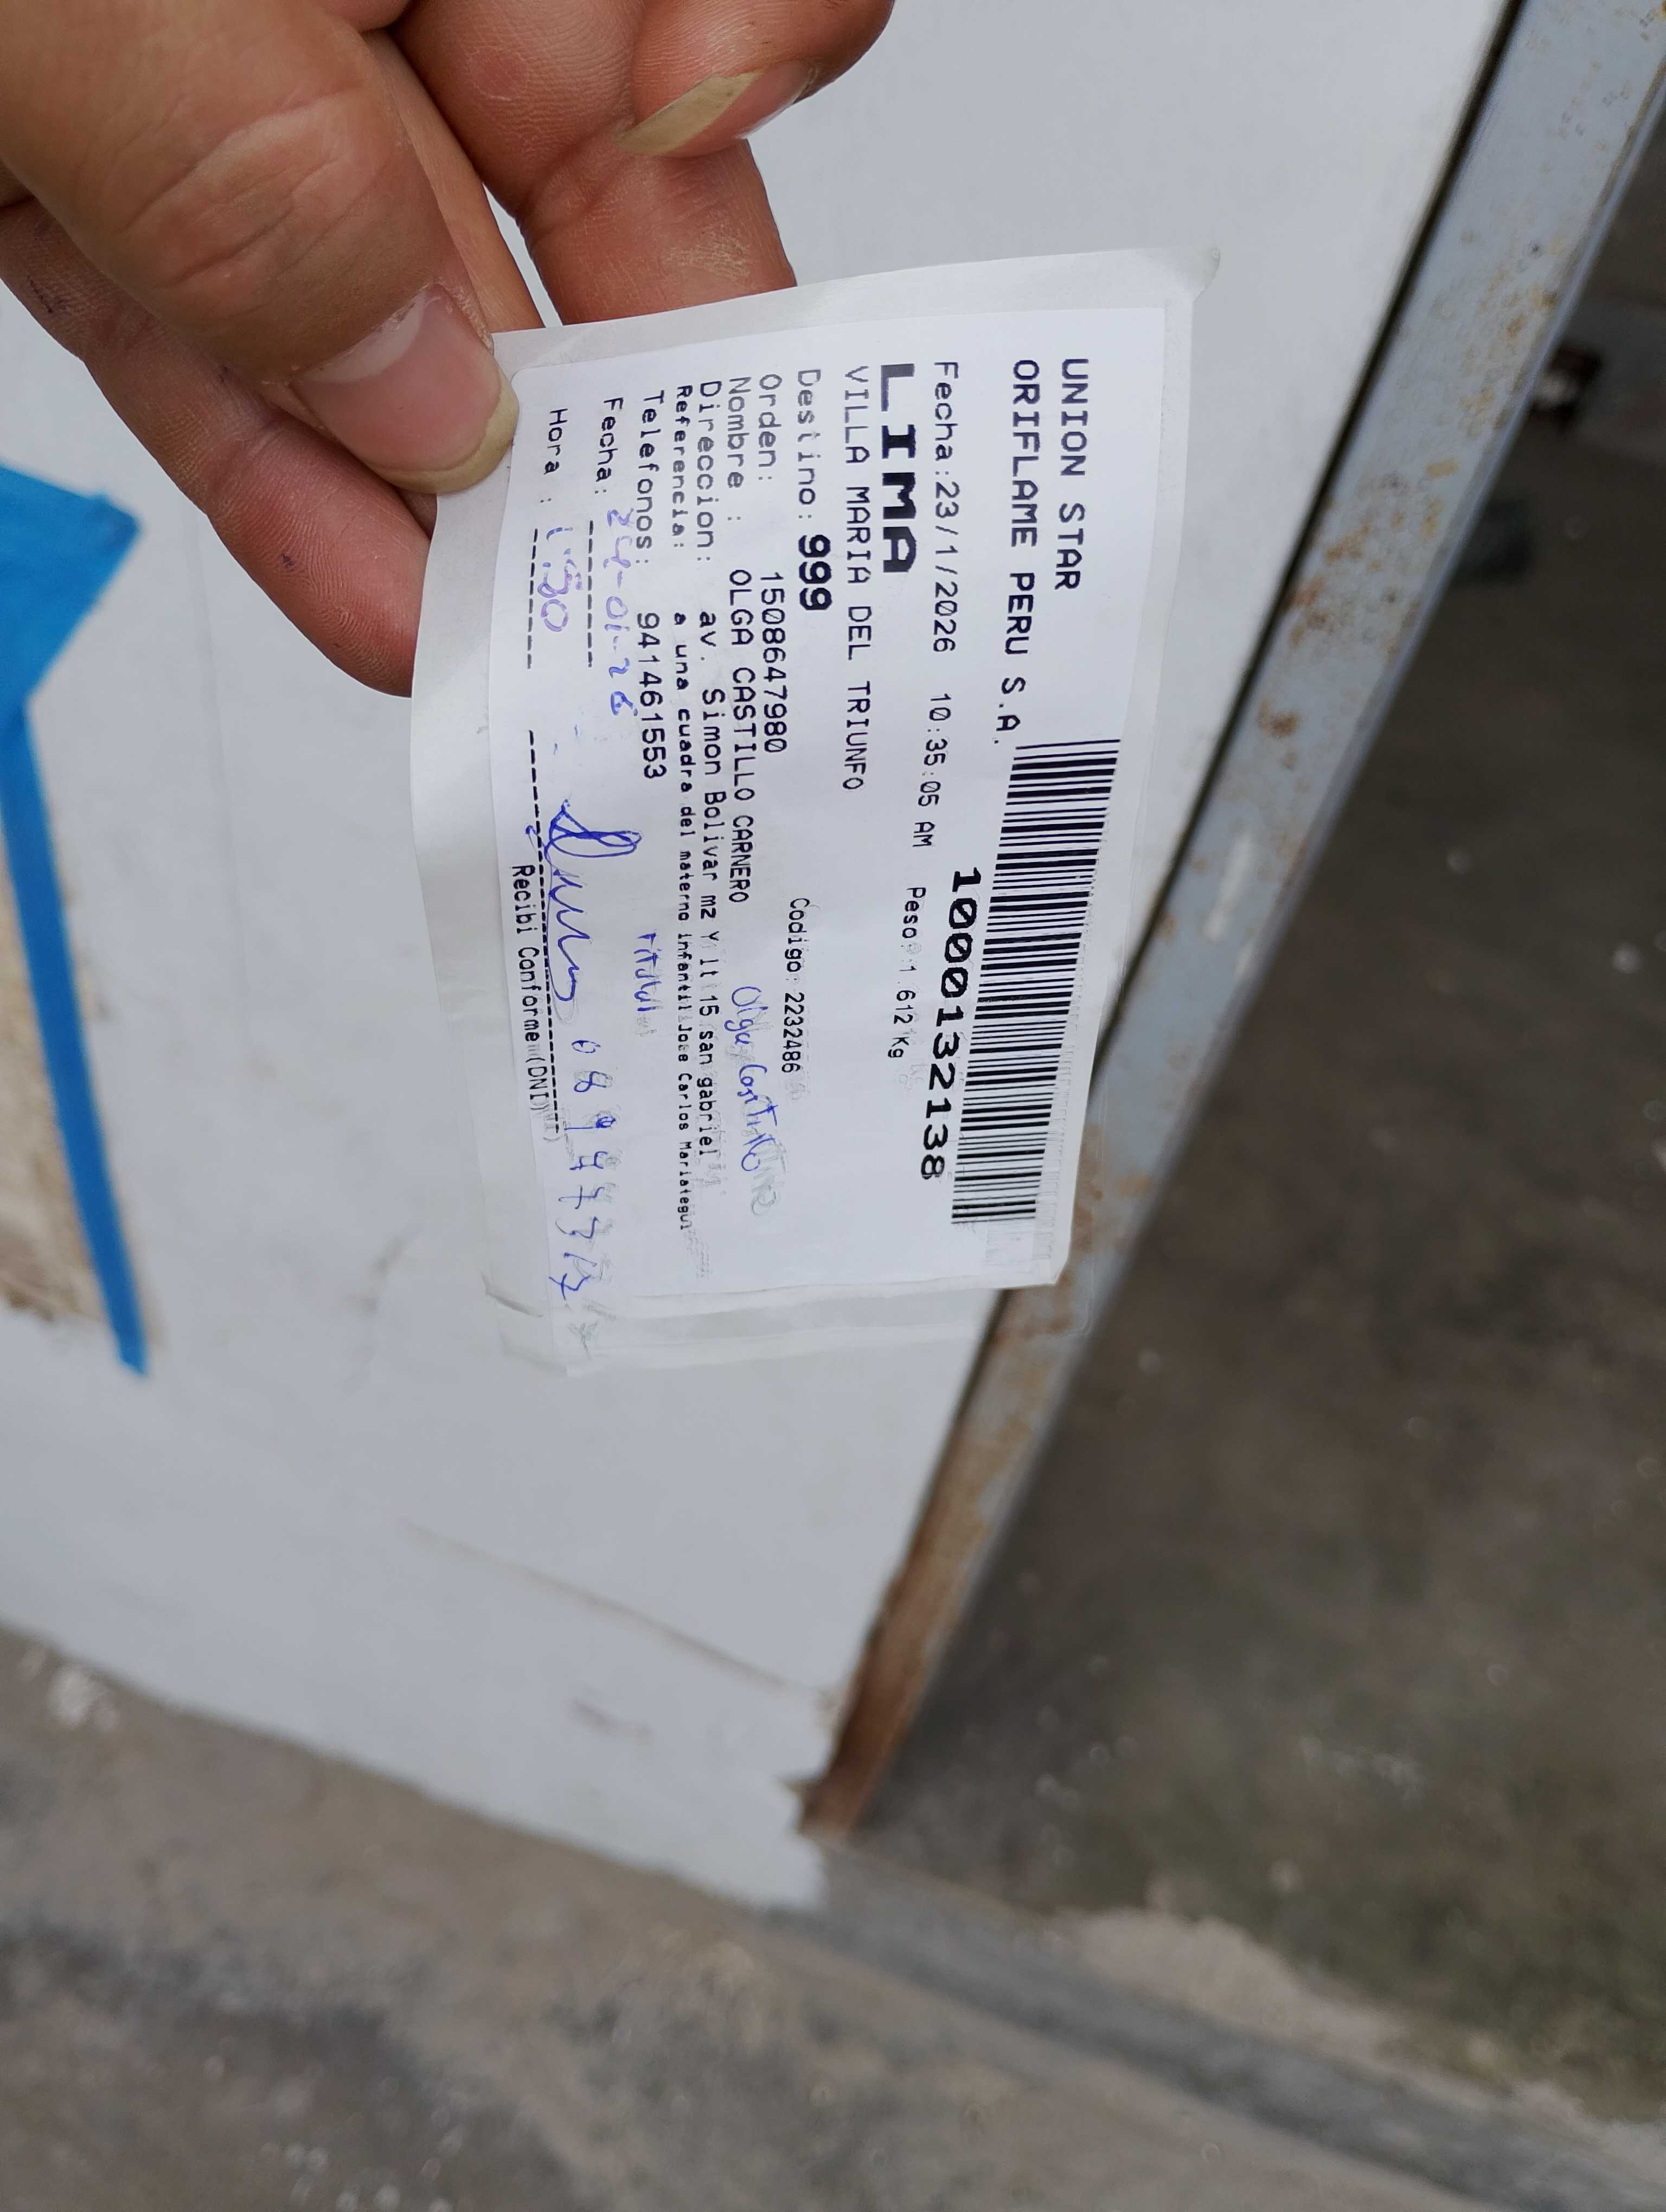 UNION STAR
ORIFLAME PERU S.A.
1000132138
Fecha:23/1/2026 10:35:05 AM Peso: 1.612 Kg
LIMA
VILLA MARIA DEL TRIUNFO
Destino: 999
Codigo: 2232486
Orden: 1508647980
Nombre : OLGA CASTILLO CARNERO
Olga Castillo
Direccion: av. Simon Bolivar mz Y lt 15 san gabriel
Referencia: a una cuadra del materno infantil Jose Carlos Mariategui
Telefonos: 941461553
Titular
Fecha: 24-01-26
Hora : 1:30
Recibi Conforme (DNI)